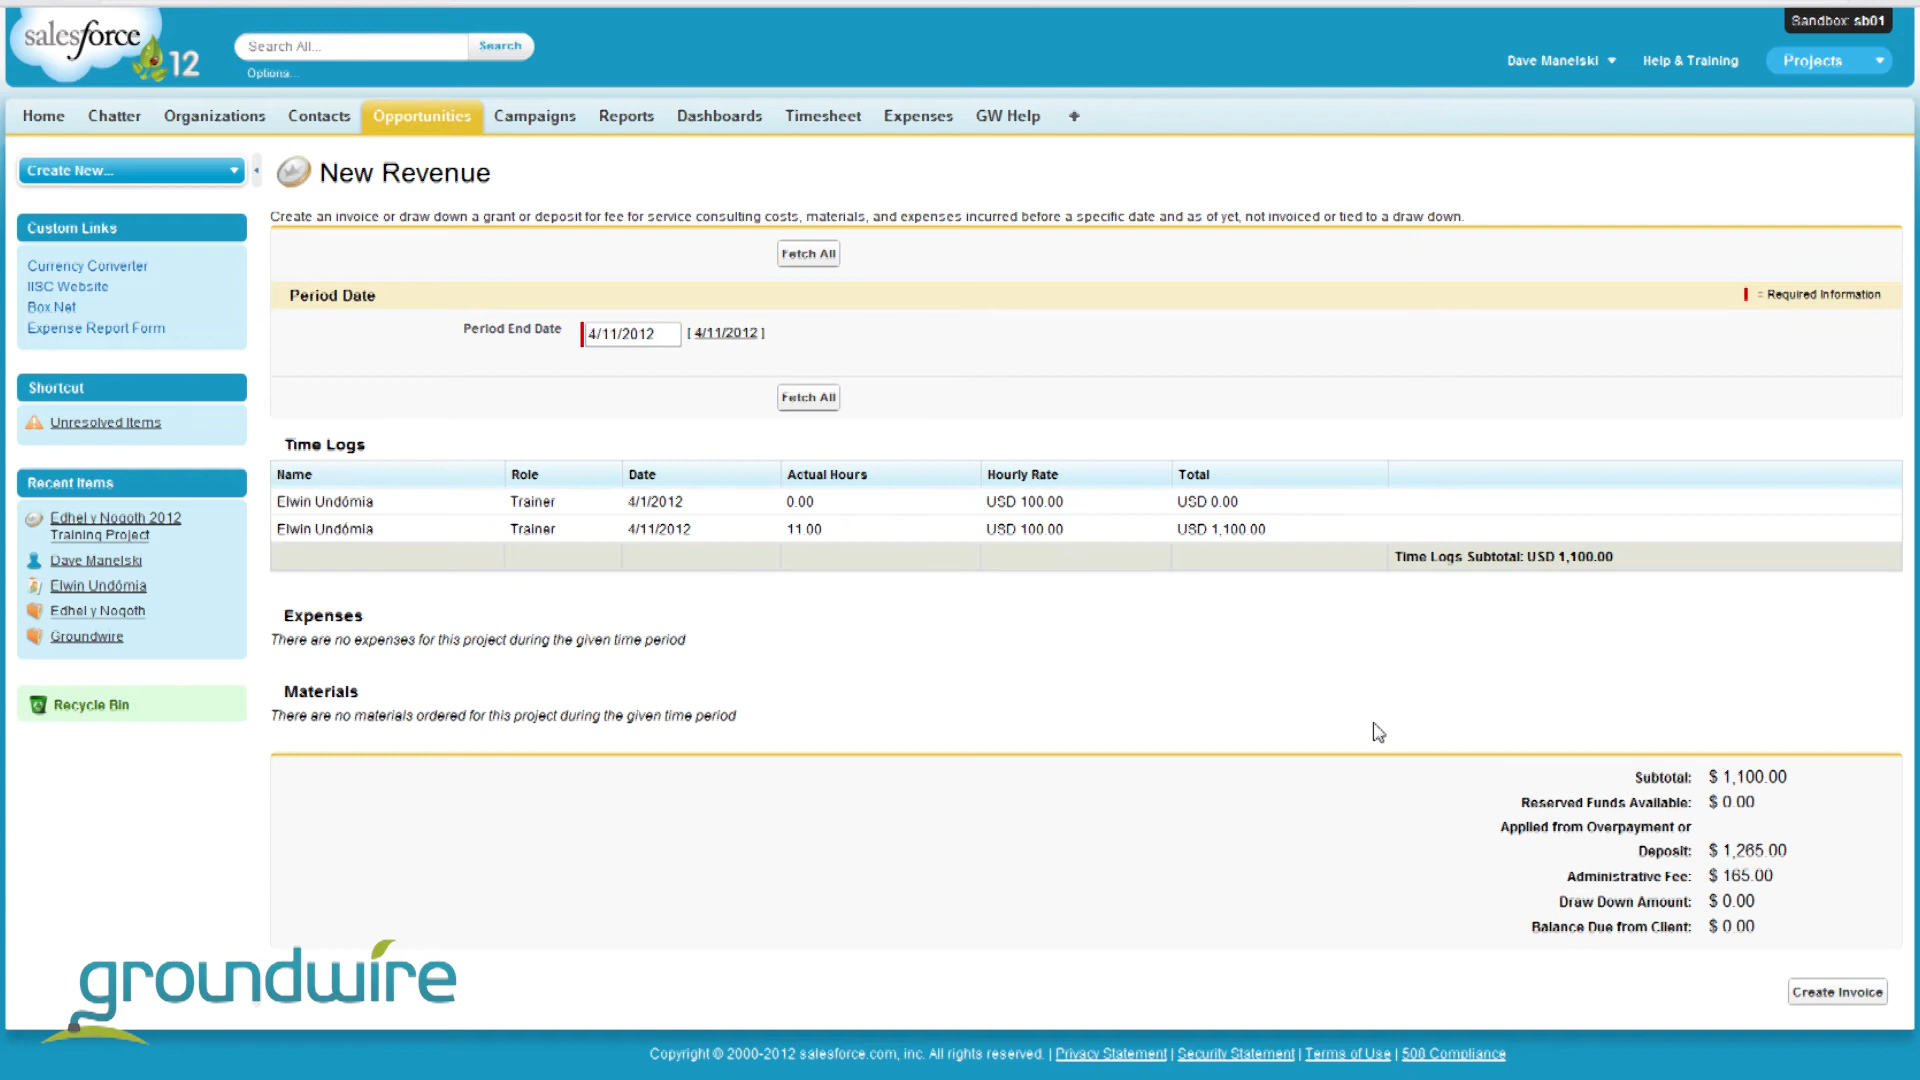 salesforce
12
Search All...
Search
Options...
Sandbox: sb01
Dave Manelski
Help & Training
Projects
Home
Chatter
Organizations
Contacts
Opportunities
Campaigns
Reports
Dashboards
Timesheet
Expenses
GW Help
+
Create New...
New Revenue
Create an invoice or draw down a grant or deposit for fee for service consulting costs, materials, and expenses incurred before a specific date and as of yet, not invoiced or tied to a draw down.
Custom Links
Currency Converter
IISC Website
Box.Net
Expense Report Form
Shortcut
Unresolved Items
Recent Items
Edhel y Nogoth 2012
Training Project
Dave Manelski
Elwin Undómia
Edhel y Nogoth
Groundwire
Recycle Bin
Fetch All
Period Date
= Required Information
Period End Date
4/11/2012
[ 4/11/2012 ]
Fetch All
Time Logs
Name Role Date Actual Hours Hourly Rate Total
Elwin Undómia Trainer 4/1/2012 0.00 USD 100.00 USD 0.00
Elwin Undómia Trainer 4/11/2012 11.00 USD 100.00 USD 1,100.00
Time Logs Subtotal: USD 1,100.00
Expenses
There are no expenses for this project during the given time period
Materials
There are no materials ordered for this project during the given time period
Subtotal: $ 1,100.00
Reserved Funds Available: $ 0.00
Applied from Overpayment or
Deposit: $ 1,265.00
Administrative Fee: $ 165.00
Draw Down Amount: $ 0.00
Balance Due from Client: $ 0.00
Create Invoice
groundwire
Copyright © 2000-2012 salesforce.com, inc. All rights reserved. | Privacy Statement | Security Statement | Terms of Use | 508 Compliance